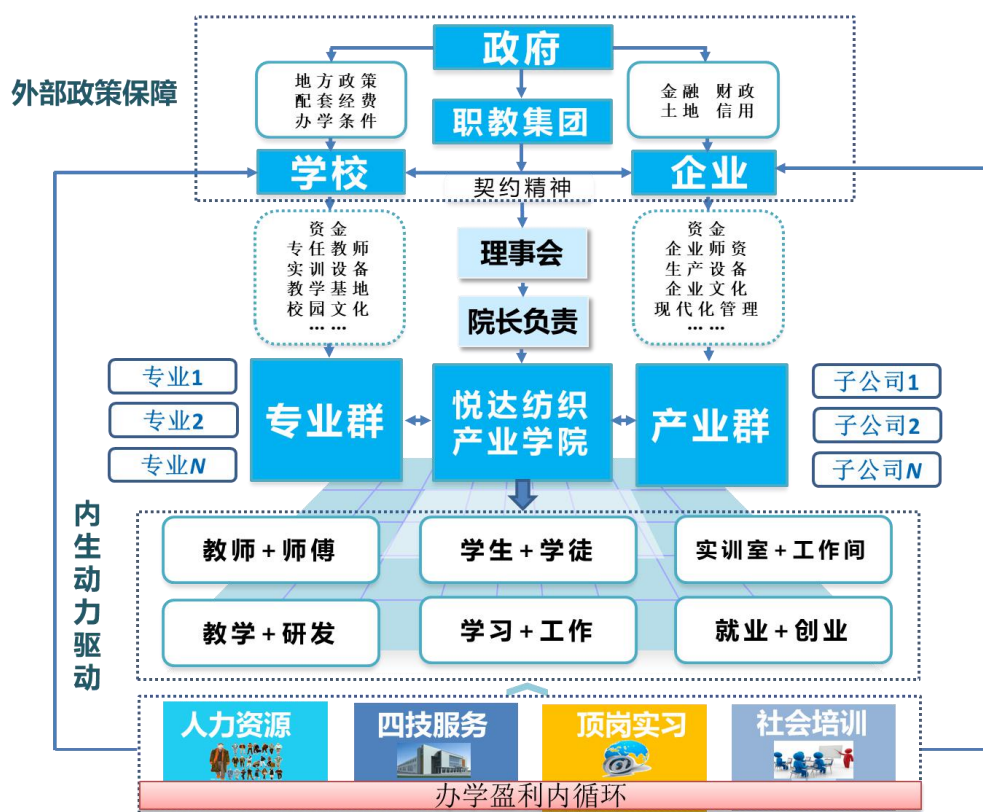 政府
外部政策保障
地方政策
配套经费
办学条件
金融 财政
土地 信用
职教集团
学校
企业
契约精神
资金
专任教师
实训设备
教学基地
校园文化
……
理事会
院长负责
资金
企业师资
生产设备
企业文化
现代化管理
……
专业1
专业2
专业N
专业群
悦达纺织
产业学院
产业群
子公司1
子公司2
子公司N
内生动力驱动
教师+师傅
学生+学徒
实训室+工作间
教学+研发
学习+工作
就业+创业
人力资源
四技服务
顶岗实习
社会培训
办学盈利内循环